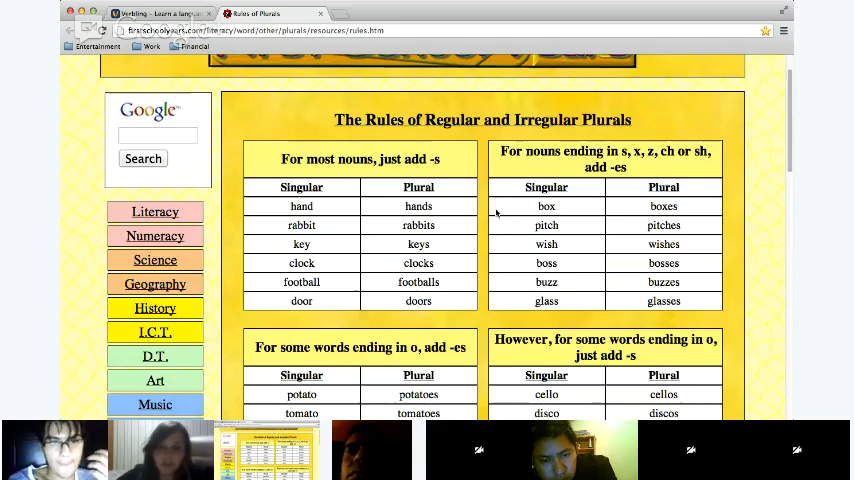 Verbling – Learn a langu
Rules of Plurals
firstschoolyears.com/literacy/word/other/plurals/resources/rules.htm
Entertainment Work Financial
Google
Search
Literacy
Numeracy
Science
Geography
History
I.C.T.
D.T.
Art
Music
The Rules of Regular and Irregular Plurals
For most nouns, just add -s
Singular Plural
hand hands
rabbit rabbits
key keys
clock clocks
football footballs
door doors
For nouns ending in s, x, z, ch or sh,
add -es
Singular Plural
box boxes
pitch pitches
wish wishes
boss bosses
buzz buzzes
glass glasses
For some words ending in o, add -es
Singular Plural
potato potatoes
tomato tomatoes
However, for some words ending in o,
just add -s
Singular Plural
cello cellos
disco discos